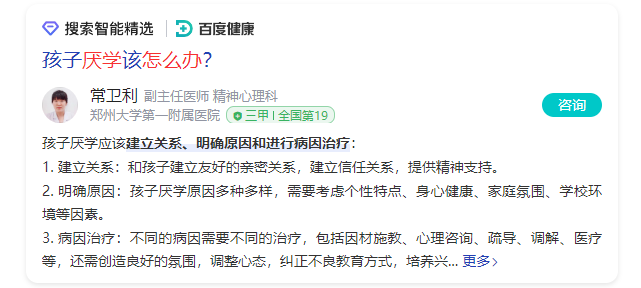 搜索智能精选 百度健康
孩子厌学该怎么办?
常卫利 副主任医师 精神心理科
郑州大学第一附属医院 三甲 全国第19
咨询
孩子厌学应该建立关系、明确原因和进行病因治疗：
1. 建立关系：和孩子建立友好的亲密关系，建立信任关系，提供精神支持。
2. 明确原因：孩子厌学原因多种多样，需要考虑个性特点、身心健康、家庭氛围、学校环
境等因素。
3. 病因治疗：不同的病因需要不同的治疗，包括因材施教、心理咨询、疏导、调解、医疗
等，还需创造良好的氛围，调整心态，纠正不良教育方式，培养兴... 更多>